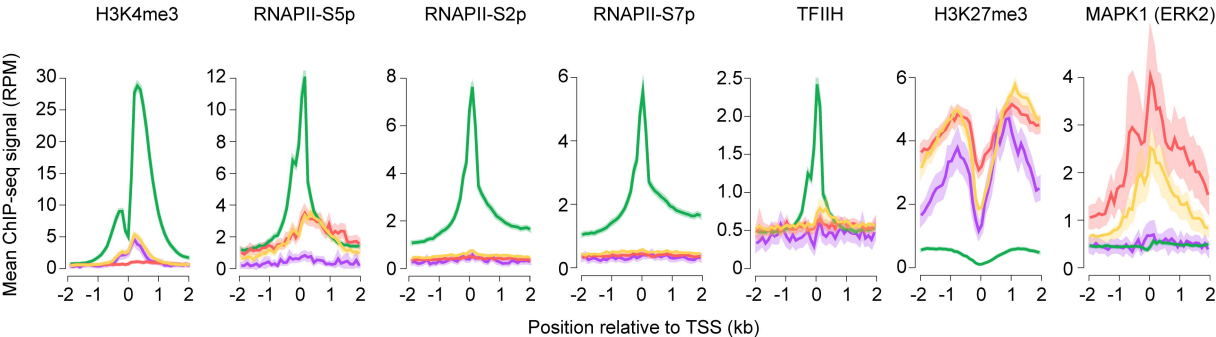 H3K4me3 RNAPII-S5p RNAPII-S2p RNAPII-S7p TFIIH H3K27me3 MAPK1 (ERK2)
Mean ChIP-seq signal (RPM)
30 25 20 15 10 5 0
-2 -1 0 1 2
12 10 8 6 4 2 0
-2 -1 0 1 2
8 6 4 2 0
-2 -1 0 1 2
6 4 2 0
-2 -1 0 1 2
2.5 2.0 1.5 1.0 0.5 0
-2 -1 0 1 2
6 4 2 0
-2 -1 0 1 2
4 3 2 1 0
-2 -1 0 1 2
Position relative to TSS (kb)